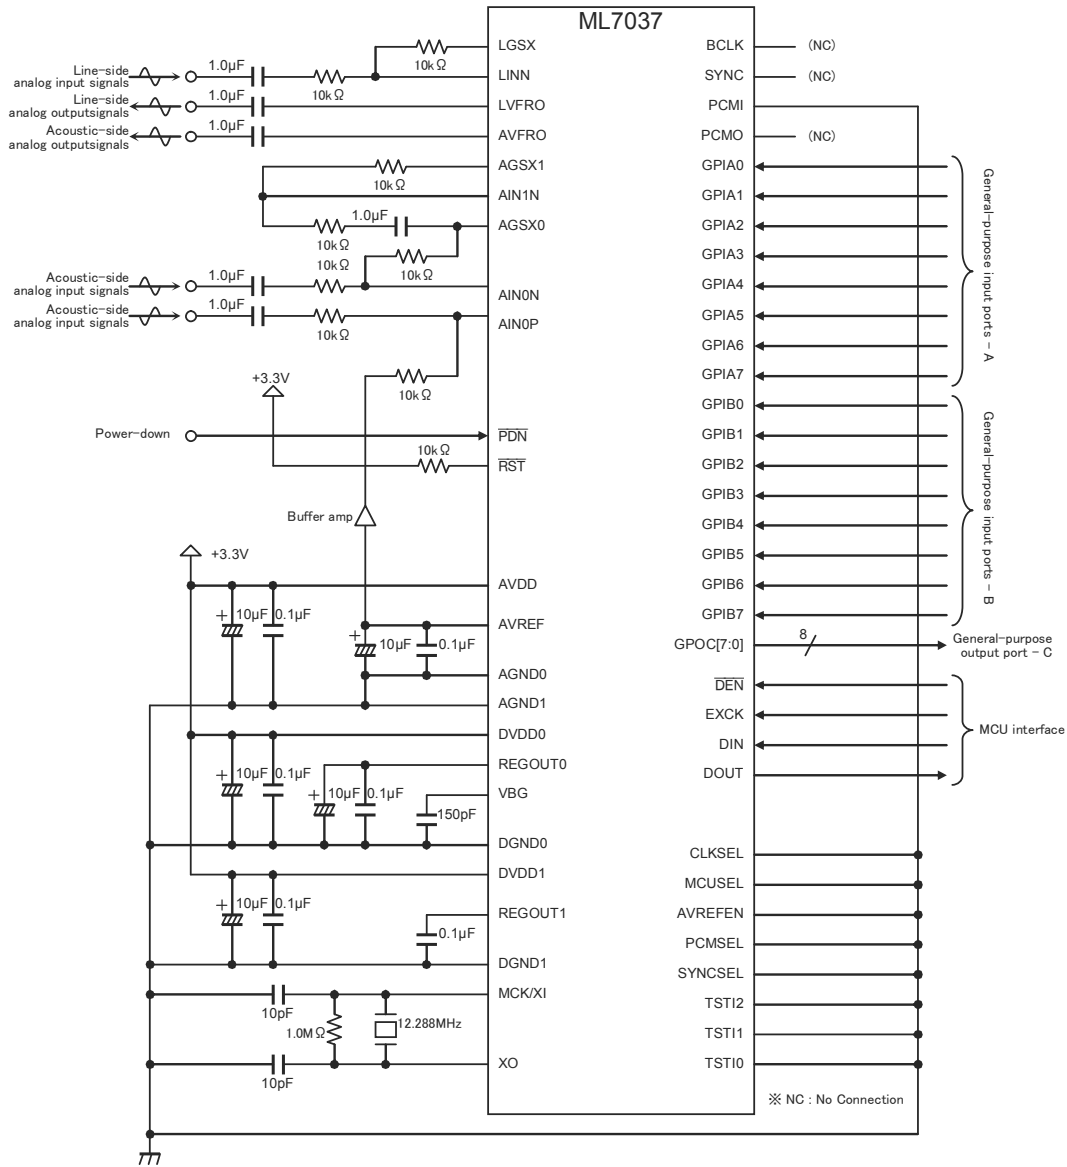 ML7037
LGSX
10kΩ
Line-side
analog input signals
1.0μF
10kΩ
LINN
Line-side
analog outputsignals
1.0μF
LVFRO
Acoustic-side
analog outputsignals
1.0μF
AVFRO
AGSX1
10kΩ
AIN1N
1.0μF
10kΩ
AGSX0
10kΩ
10kΩ
Acoustic-side
analog input signals
1.0μF
AIN0N
Acoustic-side
analog input signals
1.0μF
10kΩ
AIN0P
+3.3V
10kΩ
Power-down
PDN
10kΩ
RST
Buffer amp
+3.3V
AVDD
+ 10μF 0.1μF
AVREF
+ 10μF 0.1μF
AGND0
AGND1
DVDD0
REGOUT0
+ 10μF 0.1μF
+ 10μF 0.1μF
VBG
150pF
DGND0
DVDD1
+ 10μF 0.1μF
REGOUT1
0.1μF
DGND1
MCK/XI
10pF
1.0MΩ
12.288MHz
XO
10pF
BCLK
(NC)
SYNC
(NC)
PCMI
PCMO
(NC)
GPIA0
GPIA1
GPIA2
GPIA3
GPIA4
GPIA5
GPIA6
GPIA7
General-purpose input ports - A
GPIB0
GPIB1
GPIB2
GPIB3
GPIB4
GPIB5
GPIB6
GPIB7
General-purpose input ports - B
GPOC[7:0]
8
General-purpose
output port - C
DEN
EXCK
DIN
DOUT
MCU interface
CLKSEL
MCUSEL
AVREFEN
PCMSEL
SYNCSEL
TSTI2
TSTI1
TSTI0
※ NC : No Connection